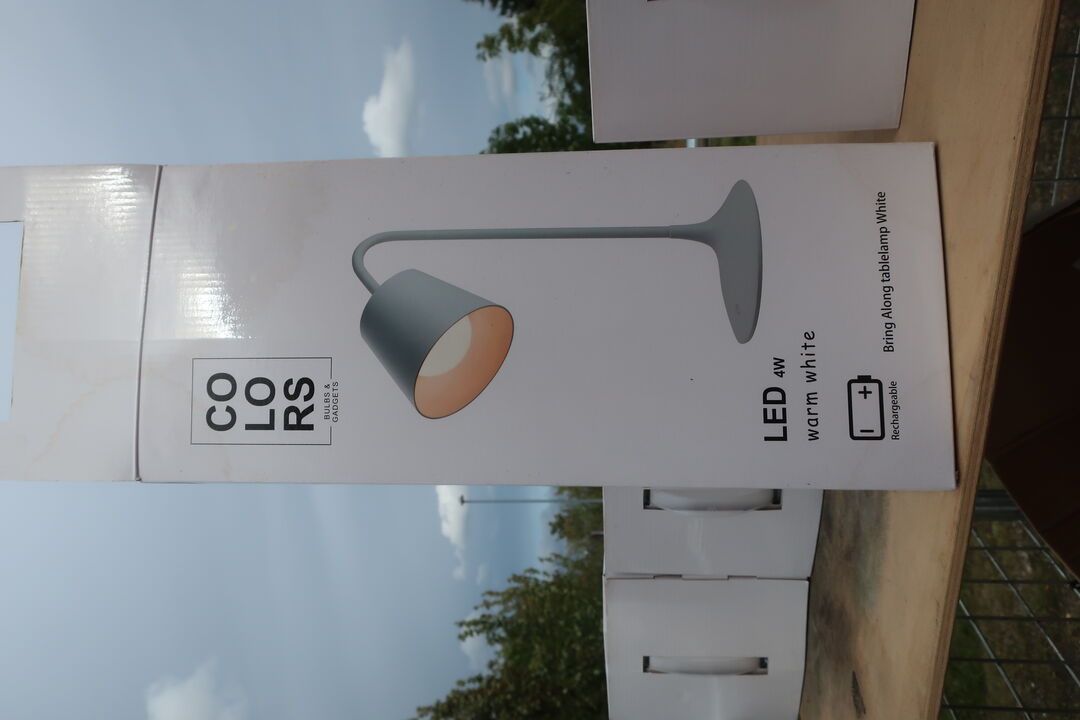 CO
LO
RS
BULBS &
GADGETS
LED 4W
warm white
Rechargeable
Bring Along tablelamp White